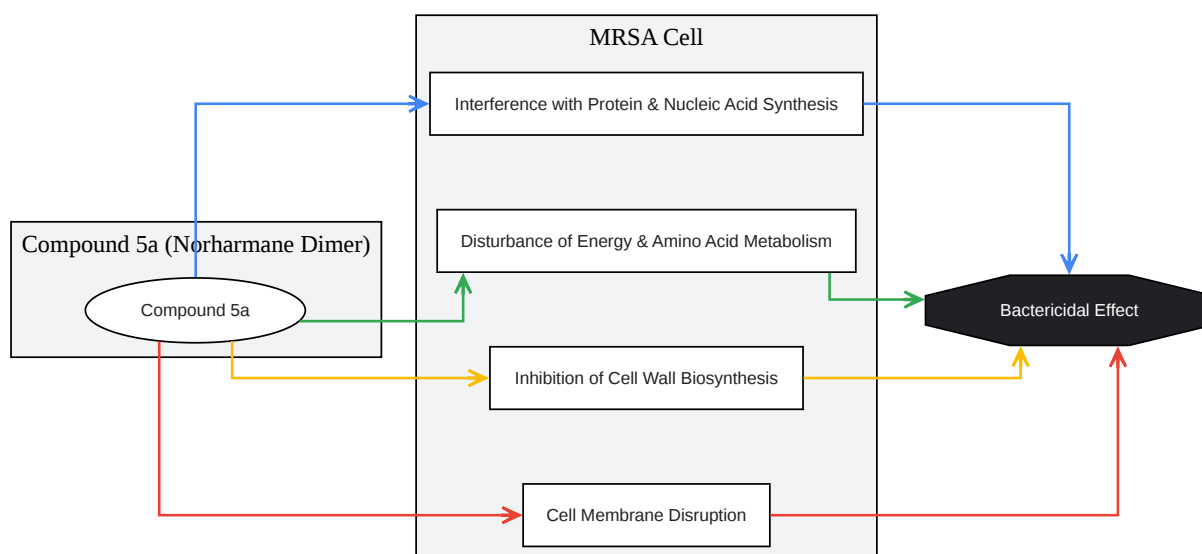 MRSA Cell
Interference with Protein & Nucleic Acid Synthesis
Disturbance of Energy & Amino Acid Metabolism
Compound 5a (Norharmane Dimer)
Compound 5a
Bactericidal Effect
Inhibition of Cell Wall Biosynthesis
Cell Membrane Disruption